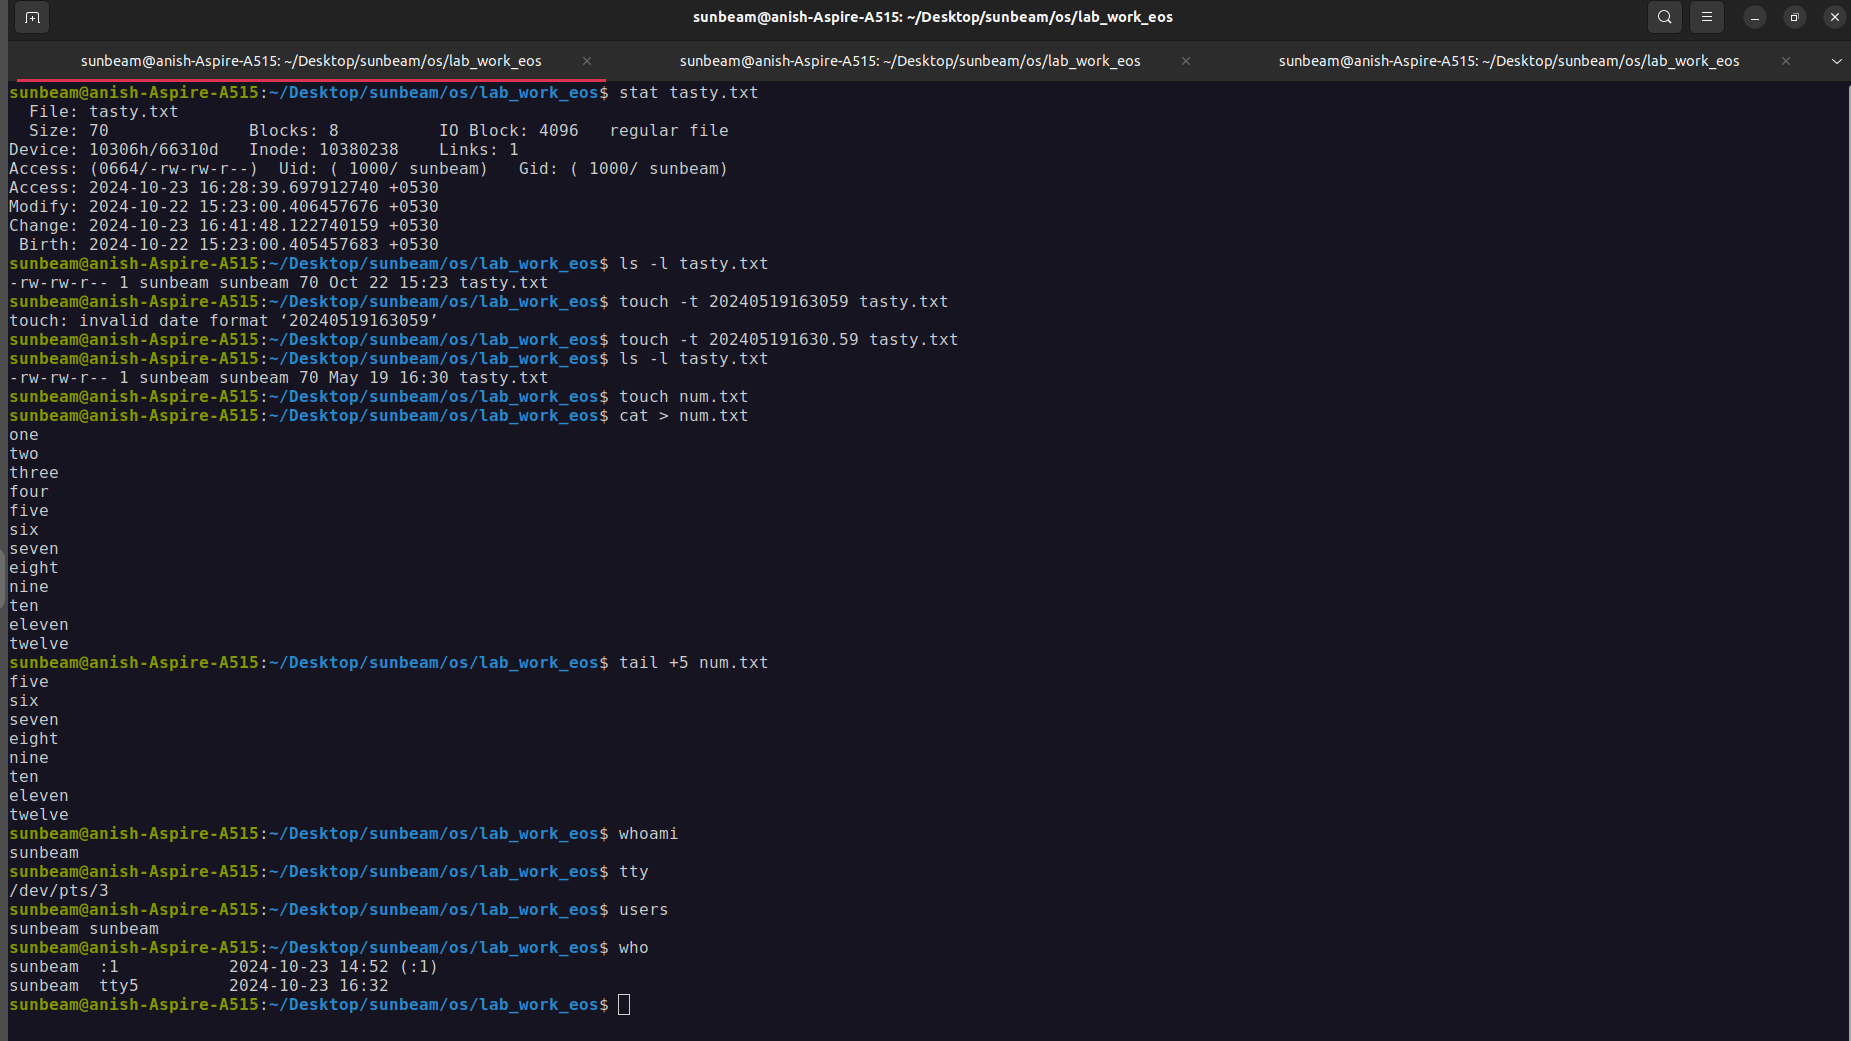 sunbeam@anish-Aspire-A515: ~/Desktop/sunbeam/os/lab_work_eos
sunbeam@anish-Aspire-A515: ~/Desktop/sunbeam/os/lab_work_eos × sunbeam@anish-Aspire-A515: ~/Desktop/sunbeam/os/lab_work_eos × sunbeam@anish-Aspire-A515: ~/Desktop/sunbeam/os/lab_work_eos ×
sunbeam@anish-Aspire-A515:~/Desktop/sunbeam/os/lab_work_eos$ stat tasty.txt
  File: tasty.txt
  Size: 70              Blocks: 8          IO Block: 4096   regular file
Device: 10306h/66310d   Inode: 10380238    Links: 1
Access: (0664/-rw-rw-r--)  Uid: ( 1000/ sunbeam)   Gid: ( 1000/ sunbeam)
Access: 2024-10-23 16:28:39.697912740 +0530
Modify: 2024-10-22 15:23:00.406457676 +0530
Change: 2024-10-23 16:41:48.122740159 +0530
 Birth: 2024-10-22 15:23:00.405457683 +0530
sunbeam@anish-Aspire-A515:~/Desktop/sunbeam/os/lab_work_eos$ ls -l tasty.txt
-rw-rw-r-- 1 sunbeam sunbeam 70 Oct 22 15:23 tasty.txt
sunbeam@anish-Aspire-A515:~/Desktop/sunbeam/os/lab_work_eos$ touch -t 20240519163059 tasty.txt
touch: invalid date format ‘20240519163059’
sunbeam@anish-Aspire-A515:~/Desktop/sunbeam/os/lab_work_eos$ touch -t 202405191630.59 tasty.txt
sunbeam@anish-Aspire-A515:~/Desktop/sunbeam/os/lab_work_eos$ ls -l tasty.txt
-rw-rw-r-- 1 sunbeam sunbeam 70 May 19 16:30 tasty.txt
sunbeam@anish-Aspire-A515:~/Desktop/sunbeam/os/lab_work_eos$ touch num.txt
sunbeam@anish-Aspire-A515:~/Desktop/sunbeam/os/lab_work_eos$ cat > num.txt
one
two
three
four
five
six
seven
eight
nine
ten
eleven
twelve
sunbeam@anish-Aspire-A515:~/Desktop/sunbeam/os/lab_work_eos$ tail +5 num.txt
five
six
seven
eight
nine
ten
eleven
twelve
sunbeam@anish-Aspire-A515:~/Desktop/sunbeam/os/lab_work_eos$ whoami
sunbeam
sunbeam@anish-Aspire-A515:~/Desktop/sunbeam/os/lab_work_eos$ tty
/dev/pts/3
sunbeam@anish-Aspire-A515:~/Desktop/sunbeam/os/lab_work_eos$ users
sunbeam sunbeam
sunbeam@anish-Aspire-A515:~/Desktop/sunbeam/os/lab_work_eos$ who
sunbeam  :1           2024-10-23 14:52 (:1)
sunbeam  tty5         2024-10-23 16:32
sunbeam@anish-Aspire-A515:~/Desktop/sunbeam/os/lab_work_eos$